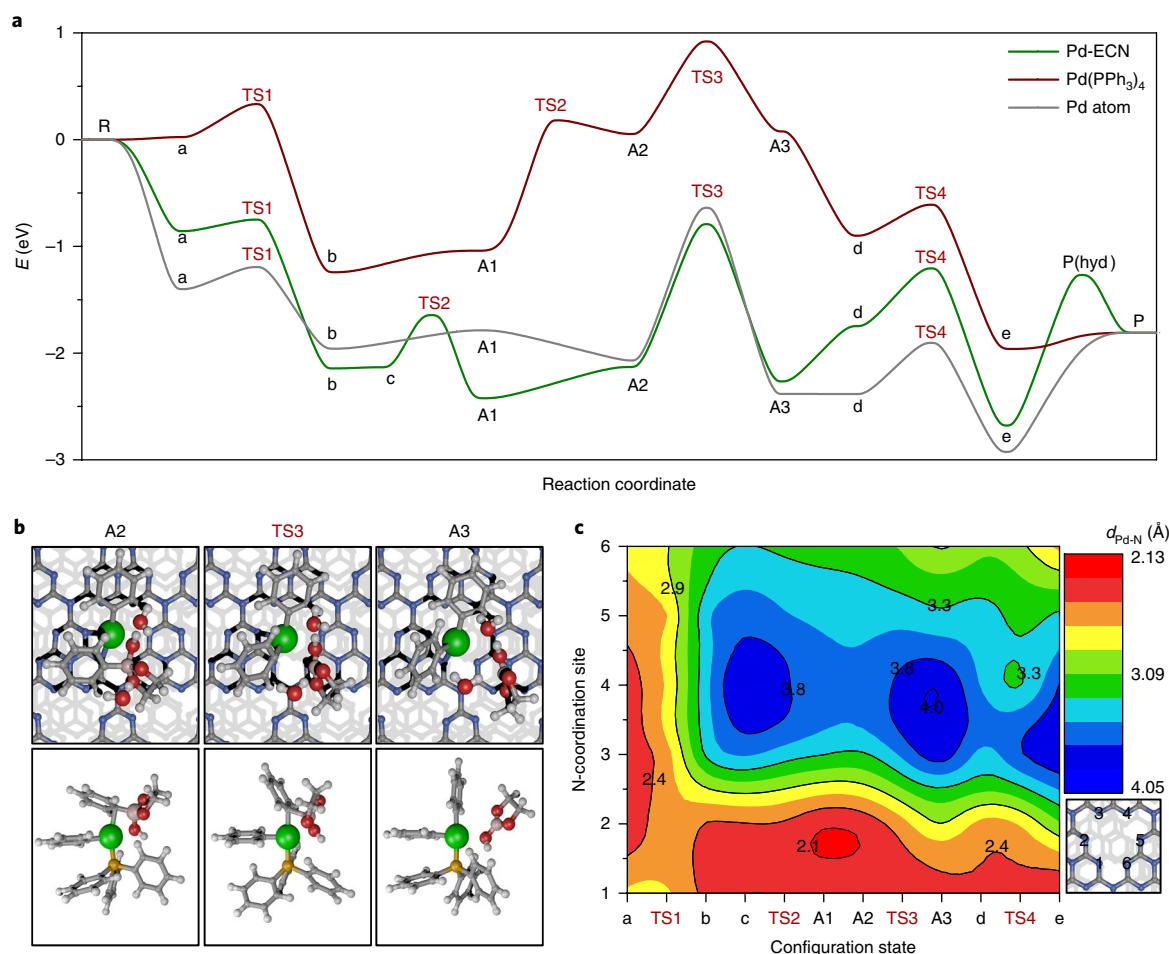 a
1
0
−1
−2
−3
E (eV)
Reaction coordinate
Pd-ECN
Pd(PPh3)4
Pd atom
R
a
TS1
b
A1
TS2
A2
TS3
A3
d
TS4
e
P
a
TS1
b
c
TS2
A1
A2
d
TS4
P(hyd)
a
TS1
b
A1
TS3
A3
d
TS4
e
b
A2
TS3
A3
c
dPd-N (Å)
6
5
4
3
2
1
N-coordination site
2.9
3.3
3.8
3.8
4.0
3.3
2.4
2.1
2.4
2.13
3.09
4.05
3 4
2 5
1 6
a TS1 b c TS2 A1 A2 TS3 A3 d TS4 e
Configuration state